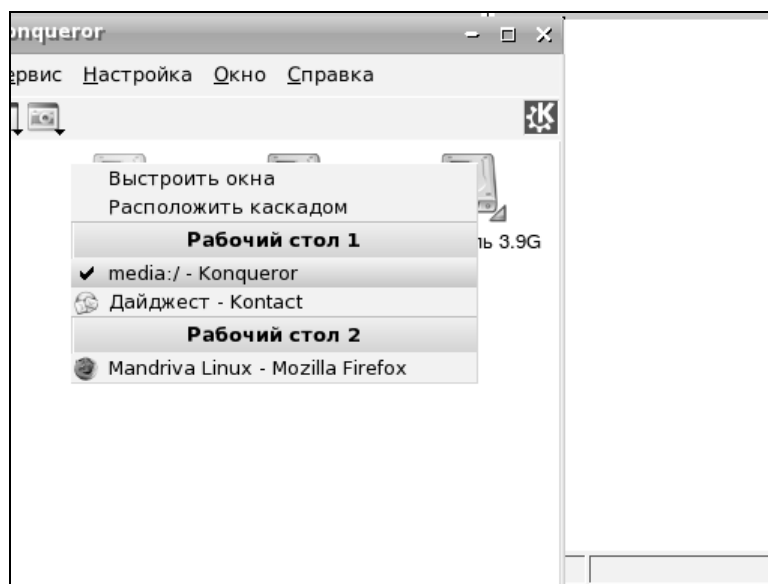 onqueror
ервис Настройка Окно Справка
Выстроить окна
Расположить каскадом
Рабочий стол 1
ль 3.9G
media:/ - Konqueror
Дайджест - Kontact
Рабочий стол 2
Mandriva Linux - Mozilla Firefox